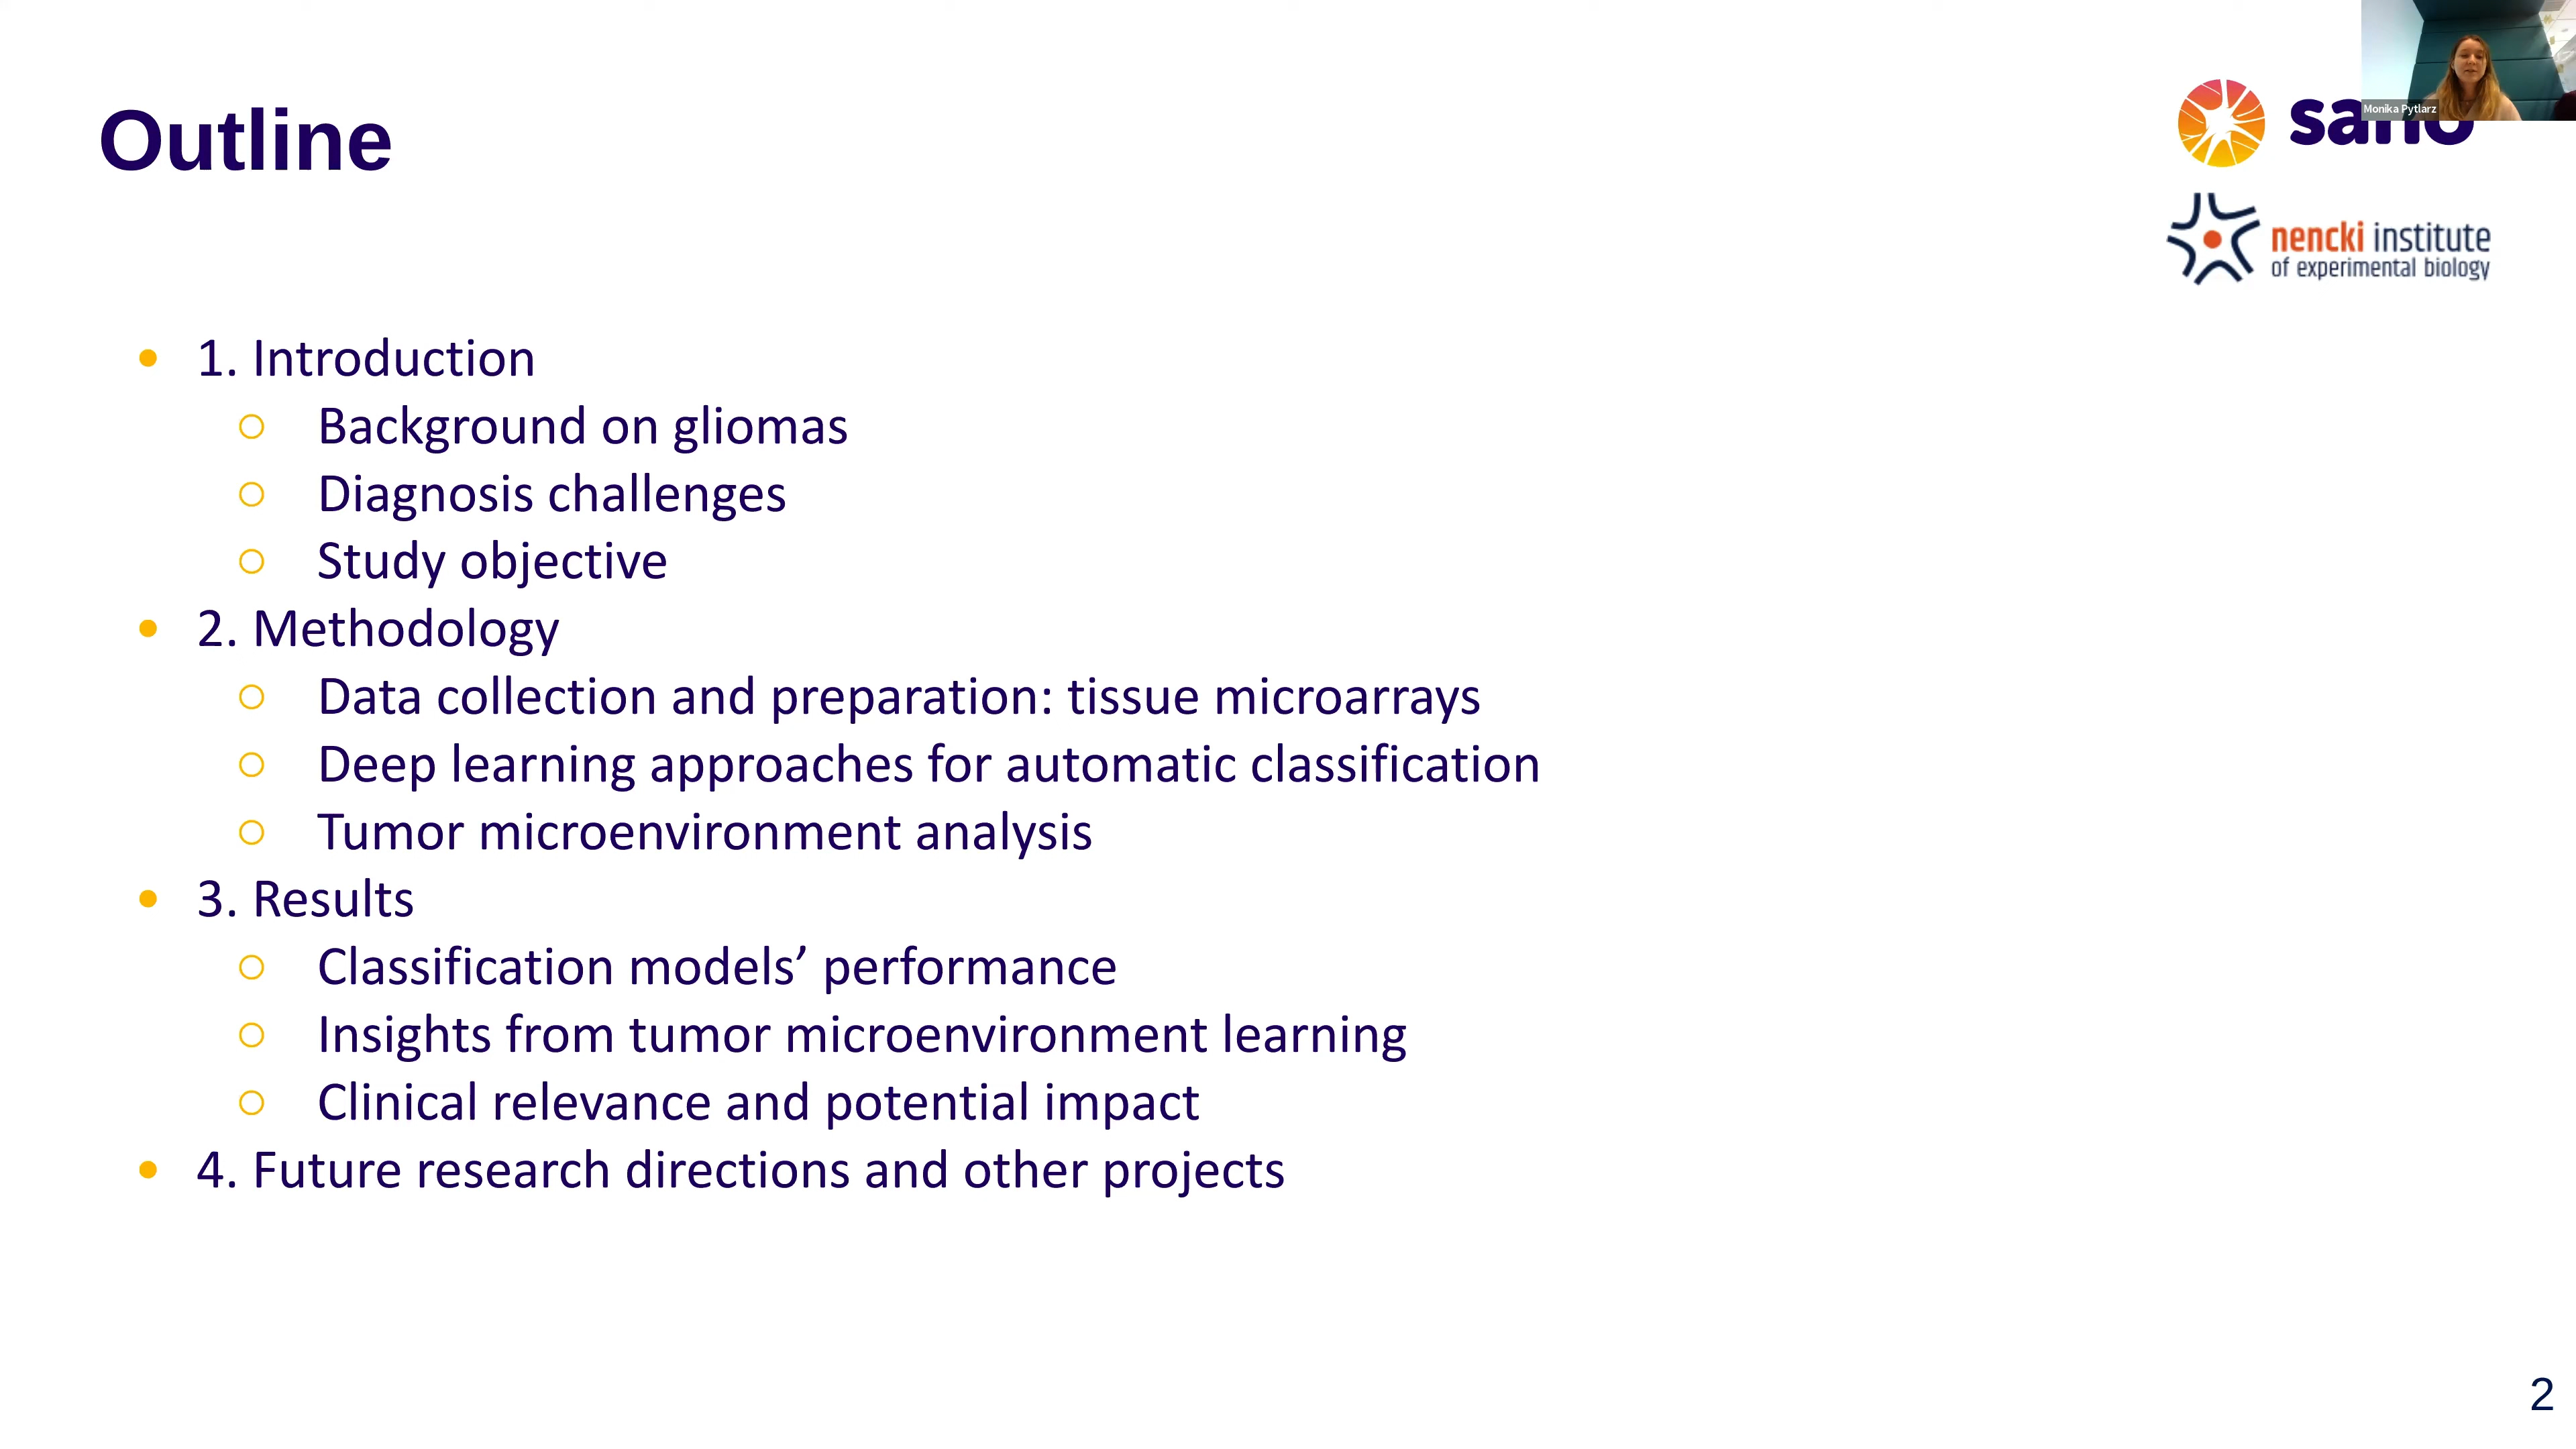 Outline
Monika Pytlarz
sano
nencki institute
of experimental biology
• 1. Introduction
○ Background on gliomas
○ Diagnosis challenges
○ Study objective
• 2. Methodology
○ Data collection and preparation: tissue microarrays
○ Deep learning approaches for automatic classification
○ Tumor microenvironment analysis
• 3. Results
○ Classification models’ performance
○ Insights from tumor microenvironment learning
○ Clinical relevance and potential impact
• 4. Future research directions and other projects
2